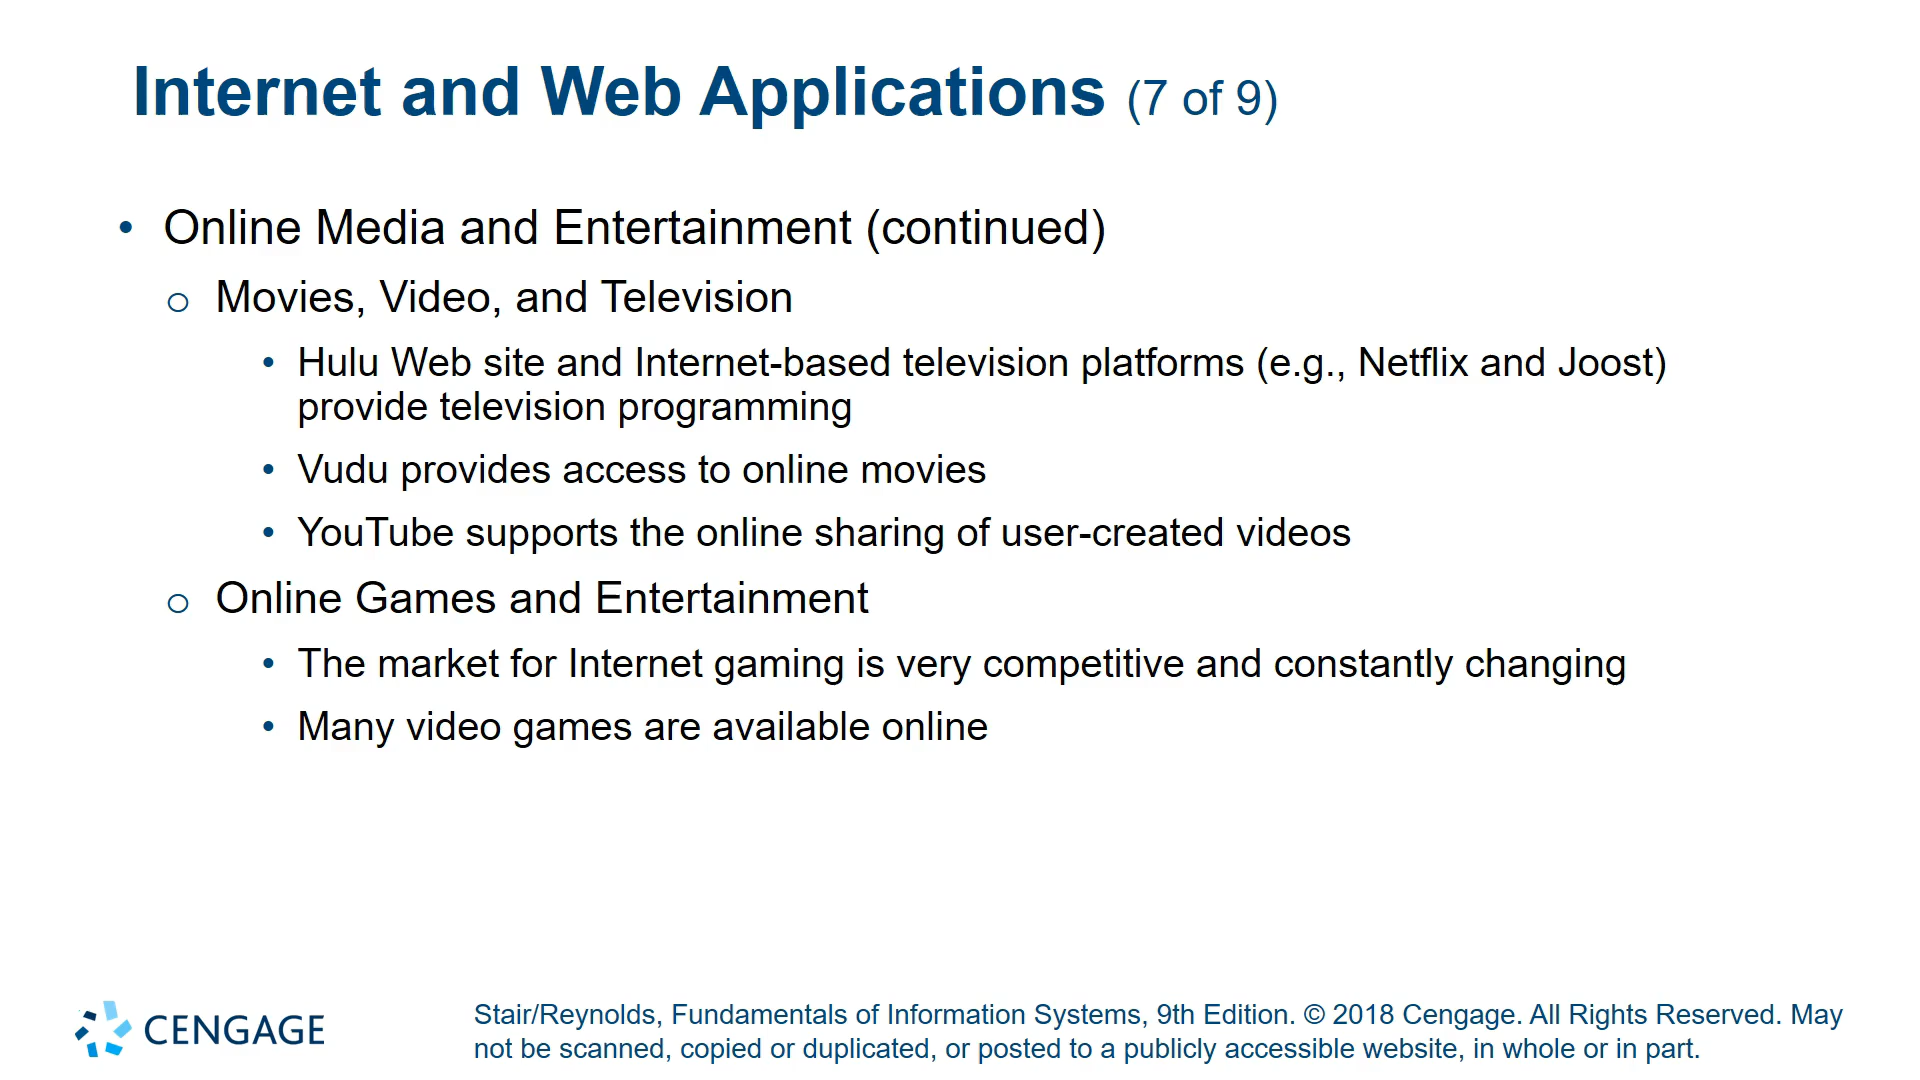 Internet and Web Applications (7 of 9)
• Online Media and Entertainment (continued)
o Movies, Video, and Television
• Hulu Web site and Internet-based television platforms (e.g., Netflix and Joost)
provide television programming
• Vudu provides access to online movies
• YouTube supports the online sharing of user-created videos
o Online Games and Entertainment
• The market for Internet gaming is very competitive and constantly changing
• Many video games are available online
CENGAGE
Stair/Reynolds, Fundamentals of Information Systems, 9th Edition. © 2018 Cengage. All Rights Reserved. May
not be scanned, copied or duplicated, or posted to a publicly accessible website, in whole or in part.